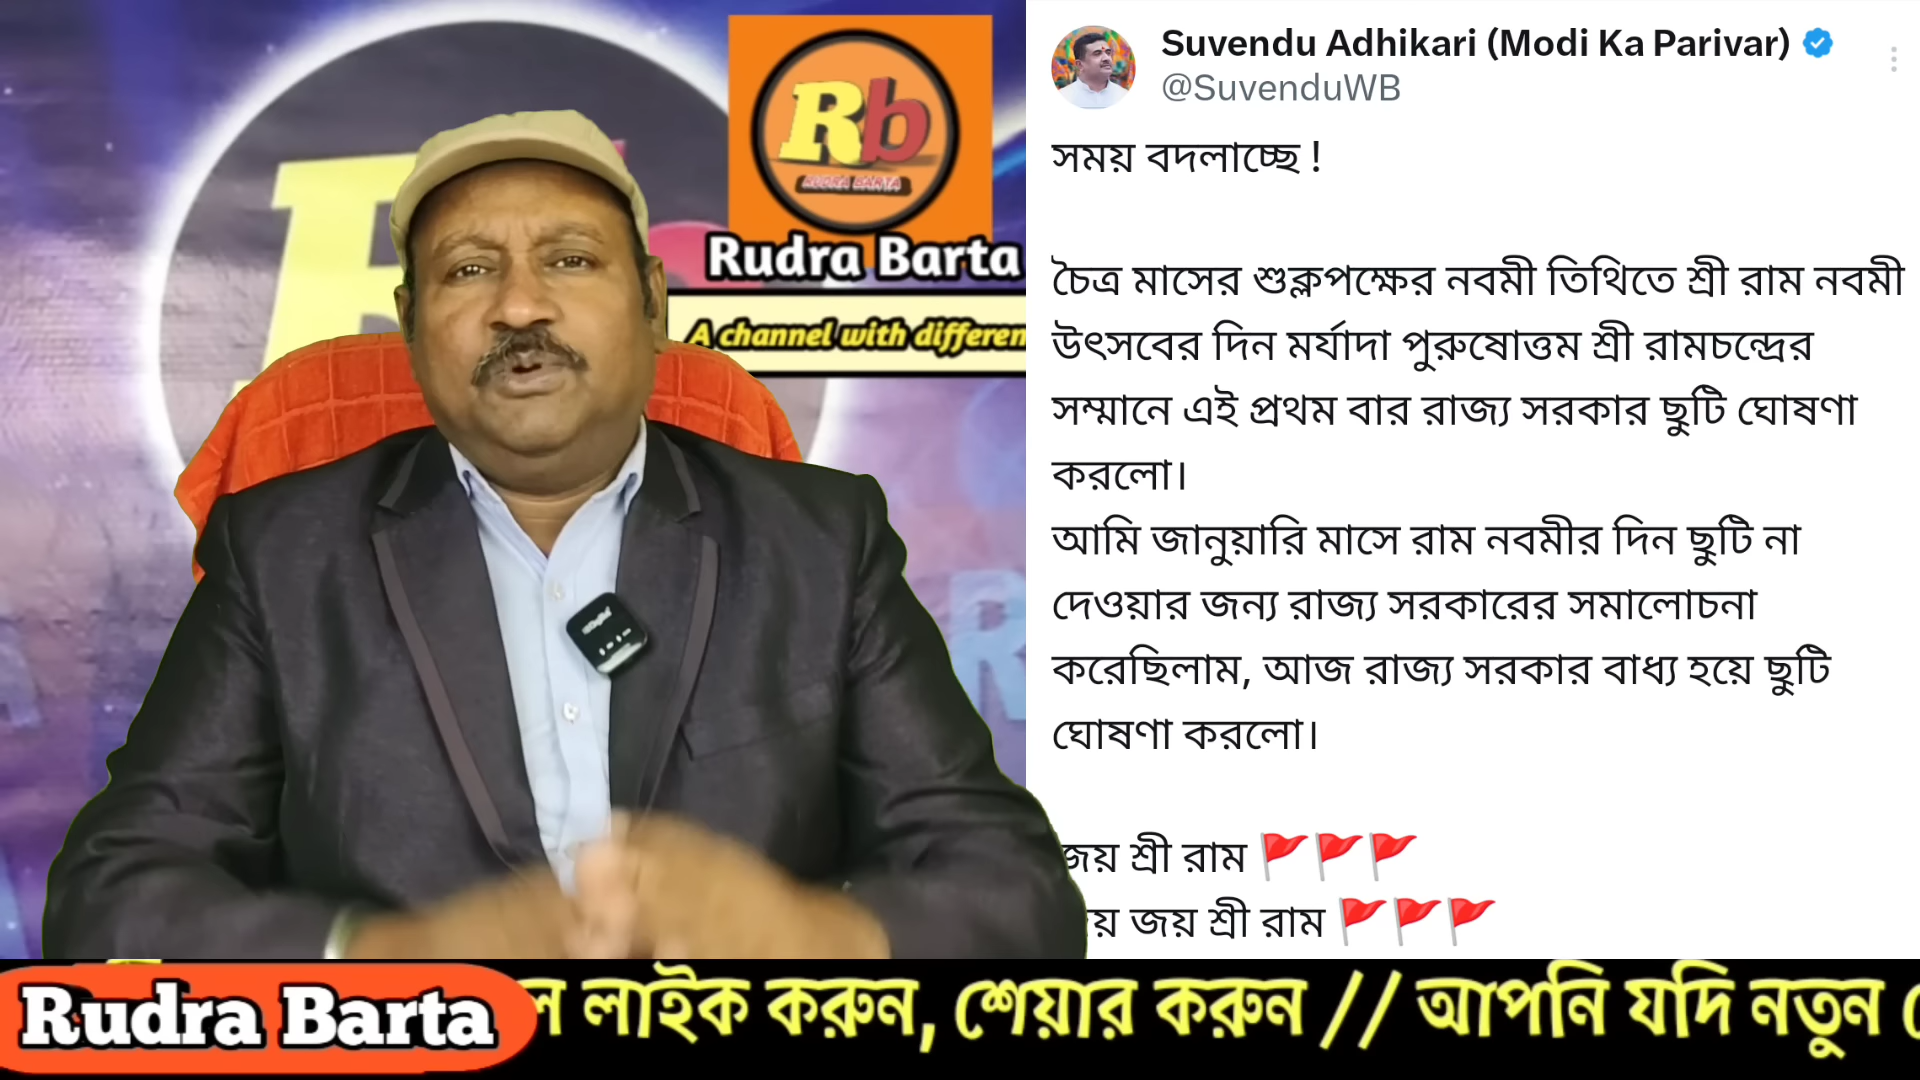 Rb
RUDRA BARTA
Rudra Barta
A channel with differen
Suvendu Adhikari (Modi Ka Parivar)
@SuvenduWB
সময় বদলাচ্ছে !
চৈত্র মাসের শুক্লপক্ষের নবমী তিথিতে শ্রী রাম নবমী
উৎসবের দিন মর্যাদা পুরুষোত্তম শ্রী রামচন্দ্রের
সম্মানে এই প্রথম বার রাজ্য সরকার ছুটি ঘোষণা
করলো।
আমি জানুয়ারি মাসে রাম নবমীর দিন ছুটি না
দেওয়ার জন্য রাজ্য সরকারের সমালোচনা
করেছিলাম, আজ রাজ্য সরকার বাধ্য হয়ে ছুটি
ঘোষণা করলো।
জয় শ্রী রাম 🚩🚩🚩
য় জয় শ্রী রাম 🚩🚩🚩
Rudra Barta
ল লাইক করুন, শেয়ার করুন // আপনি যদি নতুন